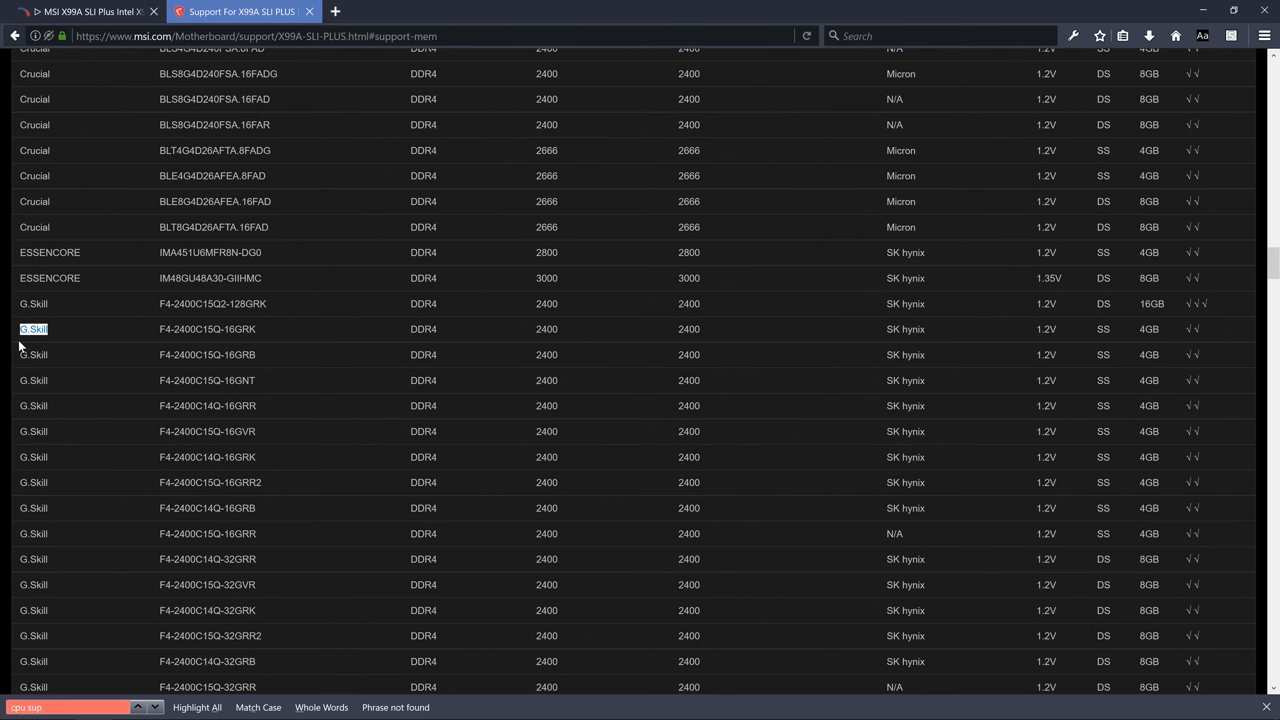 MSI X99A SLI Plus Intel X Support For X99A SLI PLUS
https://www.msi.com/Motherboard/support/X99A-SLI-PLUS.html#support-mem Search Aa
Crucial BLS4G4D240FSA.8FAD DDR4 2400 2400 N/A 1.2V SS 4GB √ √
Crucial BLS8G4D240FSA.16FADG DDR4 2400 2400 Micron 1.2V DS 8GB √ √
Crucial BLS8G4D240FSA.16FAD DDR4 2400 2400 N/A 1.2V DS 8GB √ √
Crucial BLS8G4D240FSA.16FAR DDR4 2400 2400 N/A 1.2V DS 8GB √ √
Crucial BLT4G4D26AFTA.8FADG DDR4 2666 2666 Micron 1.2V SS 4GB √ √
Crucial BLE4G4D26AFEA.8FAD DDR4 2666 2666 Micron 1.2V SS 4GB √ √
Crucial BLE8G4D26AFEA.16FAD DDR4 2666 2666 Micron 1.2V DS 8GB √ √
Crucial BLT8G4D26AFTA.16FAD DDR4 2666 2666 Micron 1.2V DS 8GB √ √
ESSENCORE IMA451U6MFR8N-DG0 DDR4 2800 2800 SK hynix 1.2V SS 4GB √ √
ESSENCORE IM48GU48A30-GIIHMC DDR4 3000 3000 SK hynix 1.35V DS 8GB √ √
G.Skill F4-2400C15Q2-128GRK DDR4 2400 2400 SK hynix 1.2V DS 16GB √ √ √
G.Skill F4-2400C15Q-16GRK DDR4 2400 2400 SK hynix 1.2V SS 4GB √ √
G.Skill F4-2400C15Q-16GRB DDR4 2400 2400 SK hynix 1.2V SS 4GB √ √
G.Skill F4-2400C15Q-16GNT DDR4 2400 2400 SK hynix 1.2V SS 4GB √ √
G.Skill F4-2400C14Q-16GRR DDR4 2400 2400 SK hynix 1.2V SS 4GB √ √
G.Skill F4-2400C15Q-16GVR DDR4 2400 2400 SK hynix 1.2V SS 4GB √ √
G.Skill F4-2400C14Q-16GRK DDR4 2400 2400 SK hynix 1.2V SS 4GB √ √
G.Skill F4-2400C15Q-16GRR2 DDR4 2400 2400 SK hynix 1.2V SS 4GB √ √
G.Skill F4-2400C14Q-16GRB DDR4 2400 2400 SK hynix 1.2V SS 4GB √ √
G.Skill F4-2400C15Q-16GRR DDR4 2400 2400 N/A 1.2V SS 4GB √ √
G.Skill F4-2400C14Q-32GRR DDR4 2400 2400 SK hynix 1.2V DS 8GB √ √
G.Skill F4-2400C15Q-32GVR DDR4 2400 2400 SK hynix 1.2V DS 8GB √ √
G.Skill F4-2400C14Q-32GRK DDR4 2400 2400 SK hynix 1.2V DS 8GB √ √
G.Skill F4-2400C15Q-32GRR2 DDR4 2400 2400 SK hynix 1.2V DS 8GB √ √
G.Skill F4-2400C14Q-32GRB DDR4 2400 2400 SK hynix 1.2V DS 8GB √ √
G.Skill F4-2400C15Q-32GRR DDR4 2400 2400 N/A 1.2V DS 8GB √ √
cpu sup Highlight All Match Case Whole Words Phrase not found